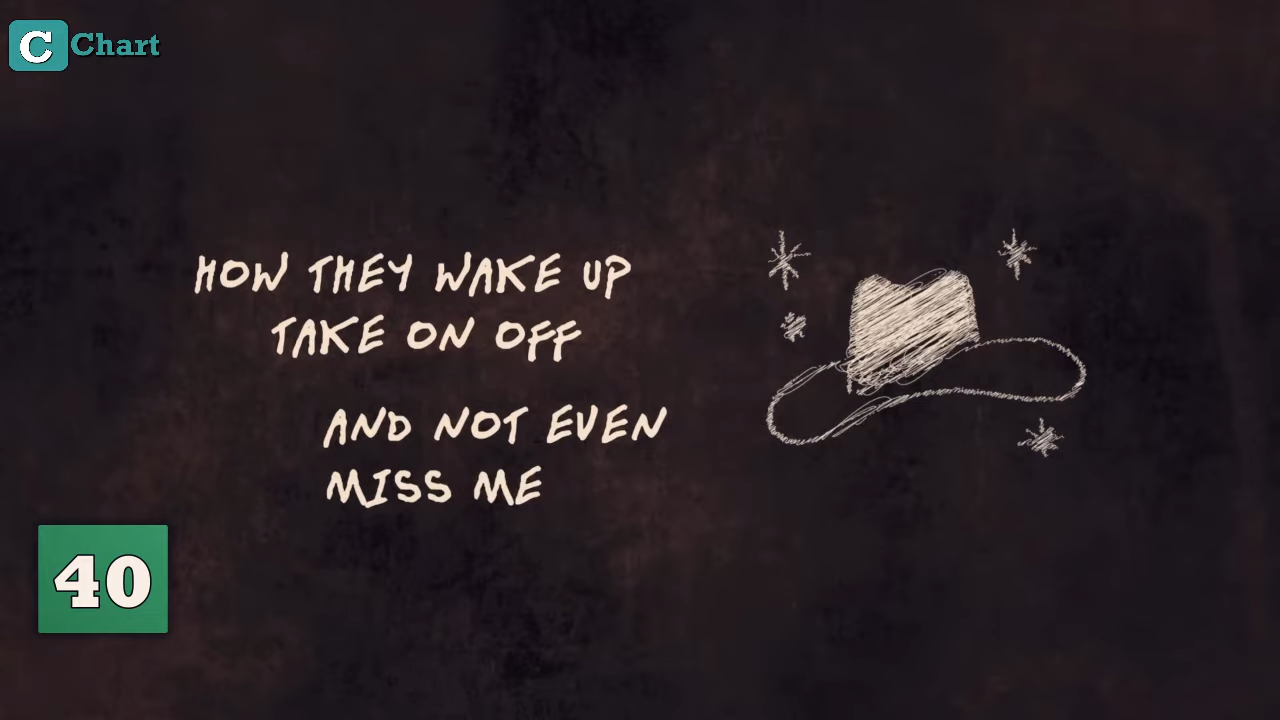 C Chart
HOW THEY WAKE UP
TAKE ON OFF
AND NOT EVEN
MISS ME
40